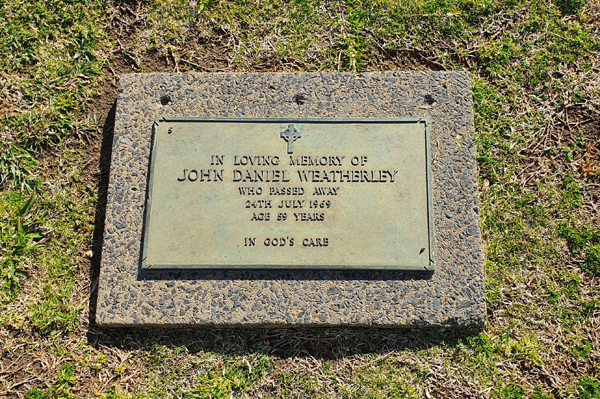 S
IN LOVING MEMORY OF
JOHN DANIEL WEATHERLEY
WHO PASSED AWAY
24TH JULY 1969
AGE 59 YEARS
IN GOD'S CARE